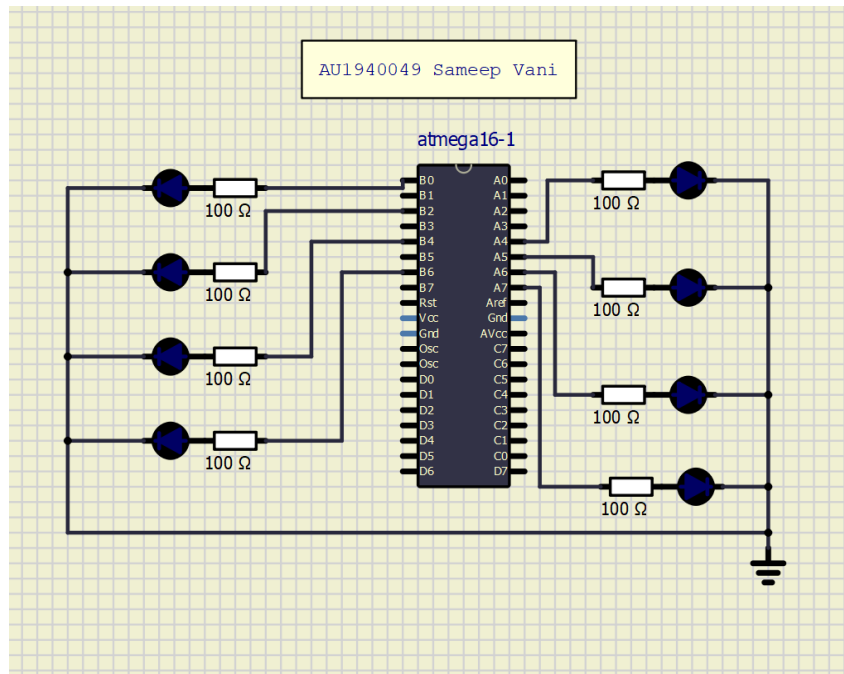 AU1940049 Sameep Vani
atmega16-1
B0 A0
B1 A1
B2 A2
B3 A3
B4 A4
B5 A5
B6 A6
B7 A7
Rst Aref
Vcc Gnd
Gnd AVcc
Osc C7
Osc C6
D0 C5
D1 C4
D2 C3
D3 C2
D4 C1
D5 C0
D6 D7
100 Ω
100 Ω
100 Ω
100 Ω
100 Ω
100 Ω
100 Ω
100 Ω